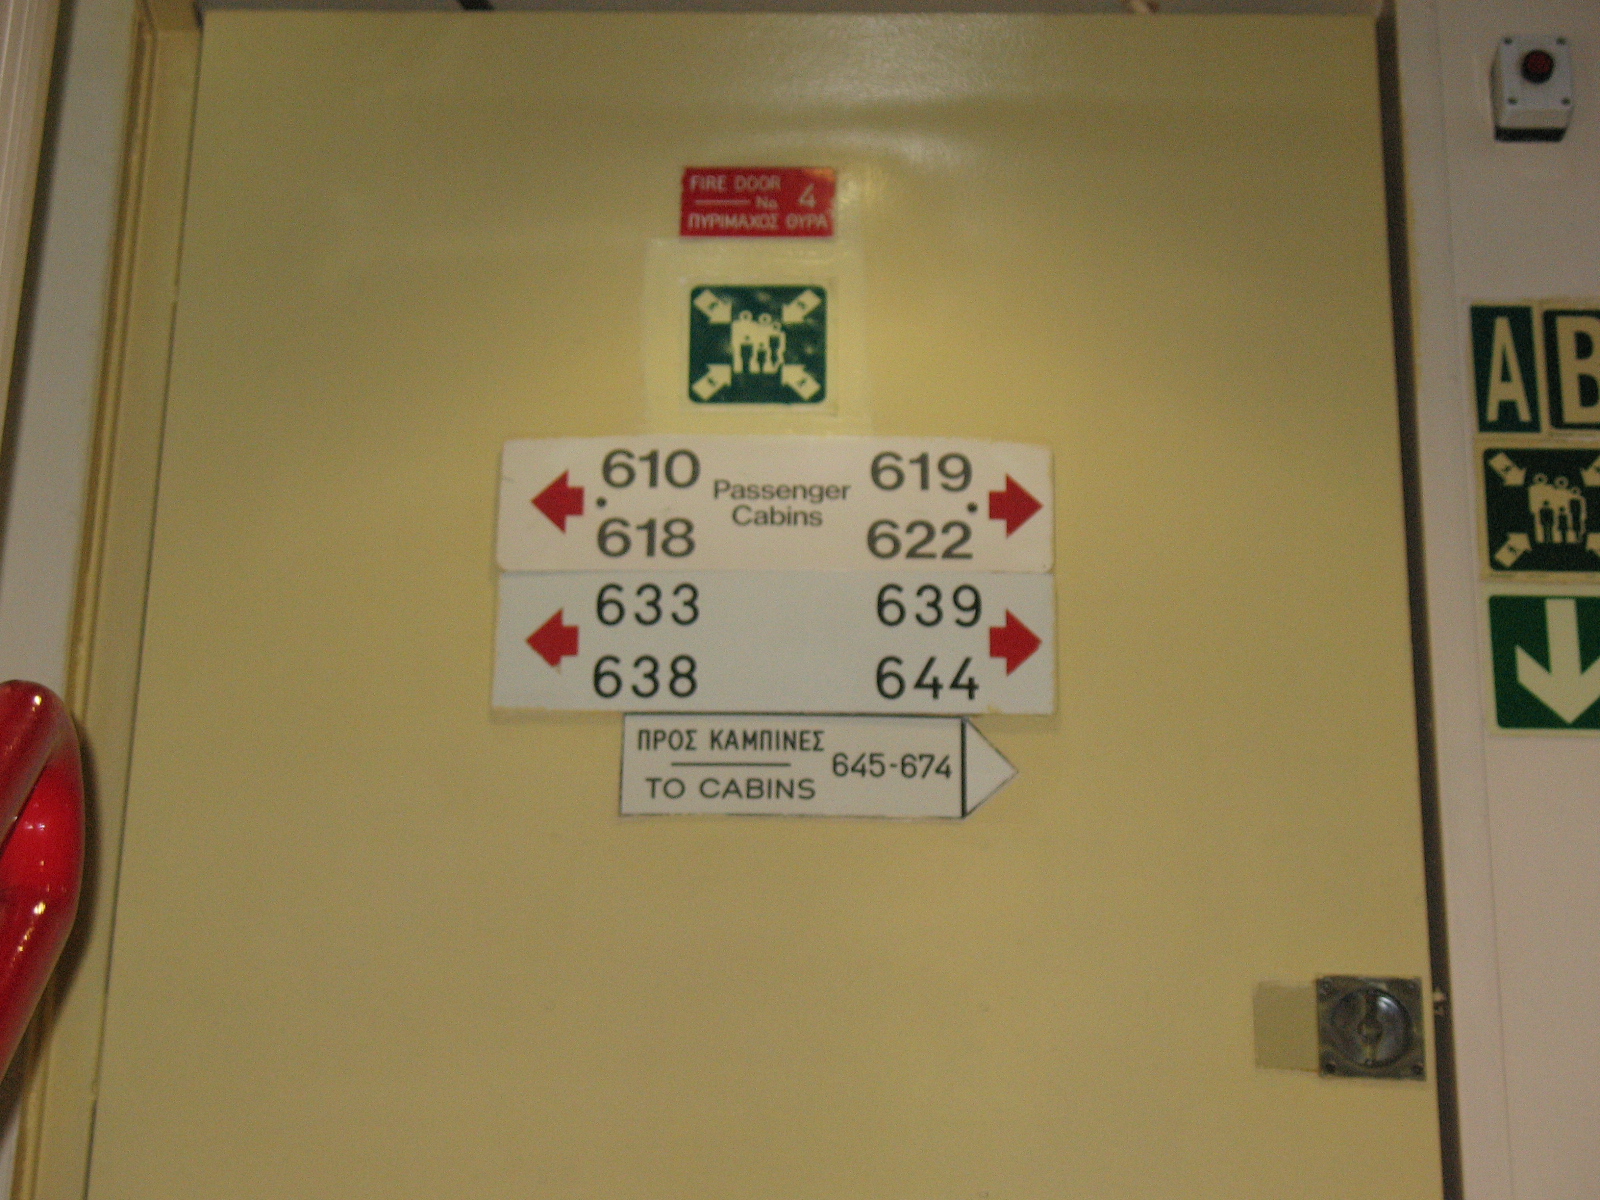 FIRE DOOR
No 4
ΠΥΡΙΜΑΧΟΣ ΘΥΡΑ
610 Passenger 619
Cabins
618 622
633 639
638 644
ΠΡΟΣ ΚΑΜΠΙΝΕΣ
645-674
TO CABINS
A B